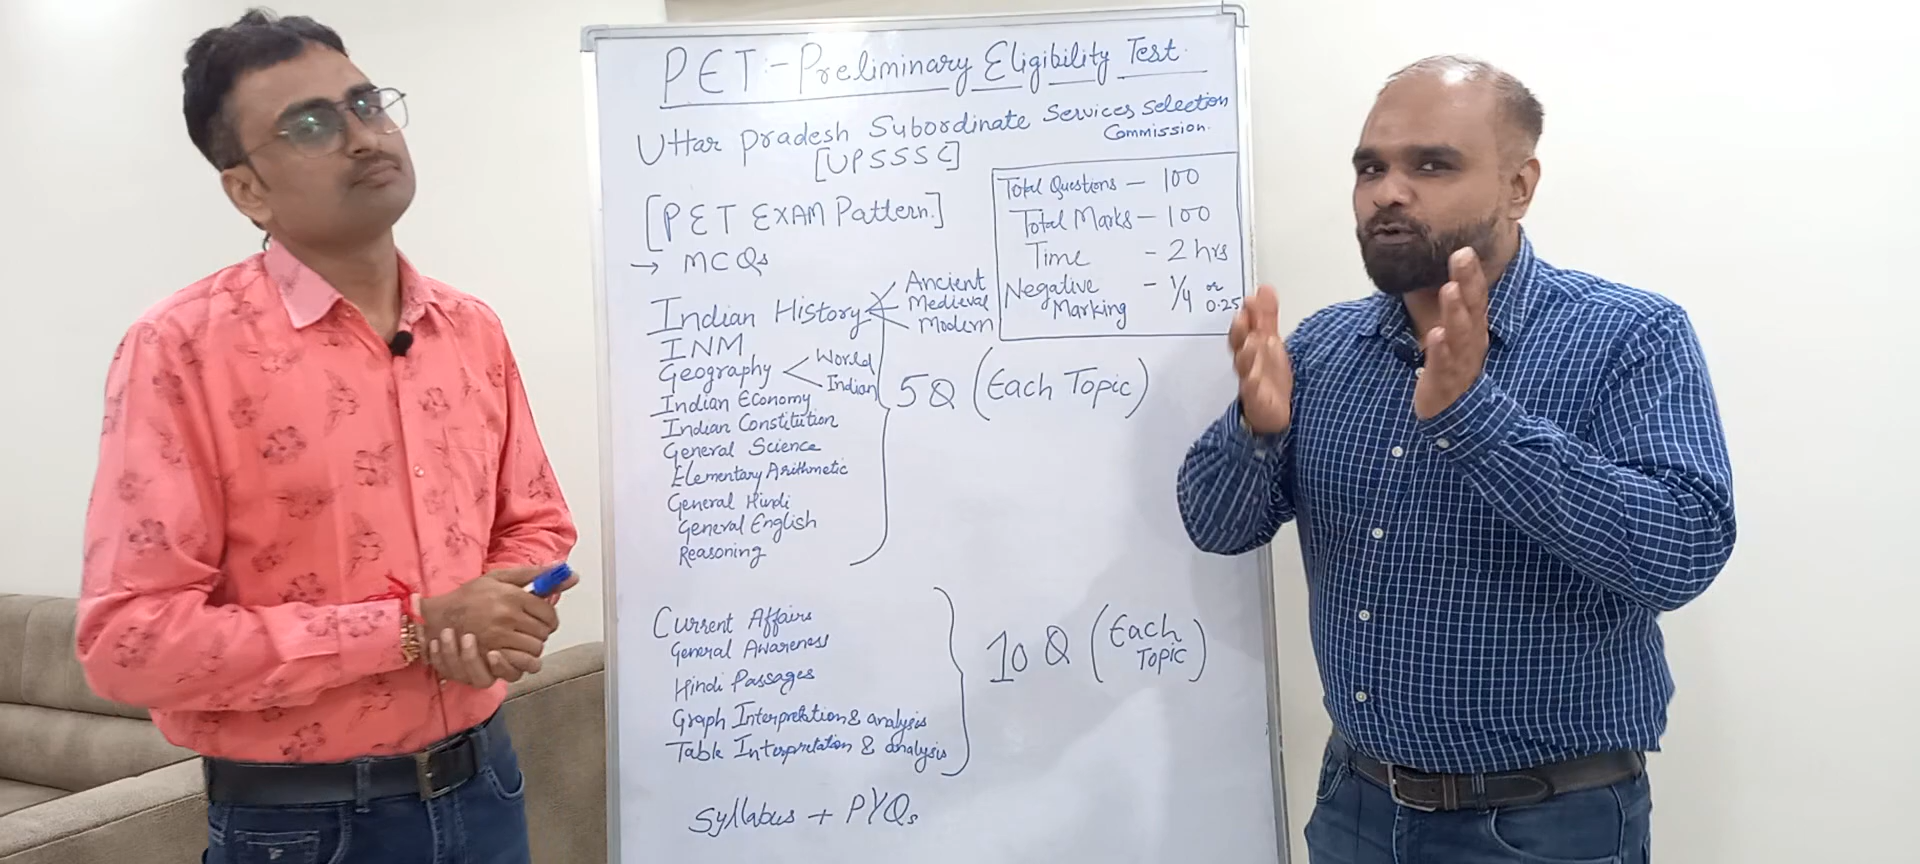 PET:- Preliminary Eligibility Test.
Uttar Pradesh Subordinate Services Selection
Commission.
[UPSSSC]
[PET EXAM Pattern.]
→ MCQs
Total Questions — 100
Total Marks — 100
Time - 2 hrs
Negative Marking - 1/4 or 0.25
Indian History
Ancient
Medieval
Modern
INM
Geography
World
Indian
Indian Economy
Indian Constitution
General Science
Elementary Arithmetic
General Hindi
General English
Reasoning
5Q (Each Topic)
Current Affairs
General Awareness
Hindi Passages
Graph Interpretation & analysis
Table Interpretation & analysis
10 Q (Each Topic)
Syllabus + PYQs